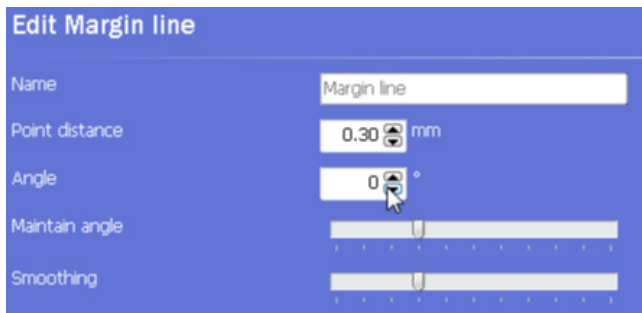 Edit Margin line
Name Margin line
Point distance 0.30 mm
Angle 0 °
Maintain angle
Smoothing